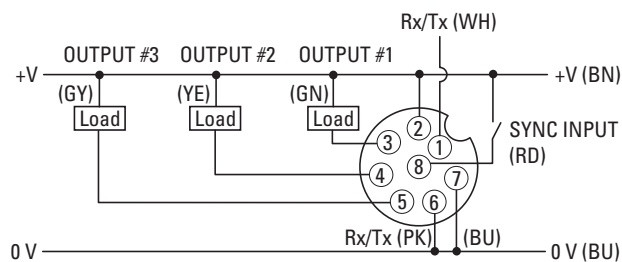 Rx/Tx (WH)
OUTPUT #3 OUTPUT #2 OUTPUT #1
+V +V (BN)
(GY) (YE) (GN)
Load Load Load
SYNC INPUT
(RD)
2
1
3
8
4
7
5
6
Rx/Tx (PK) (BU)
0 V 0 V (BU)